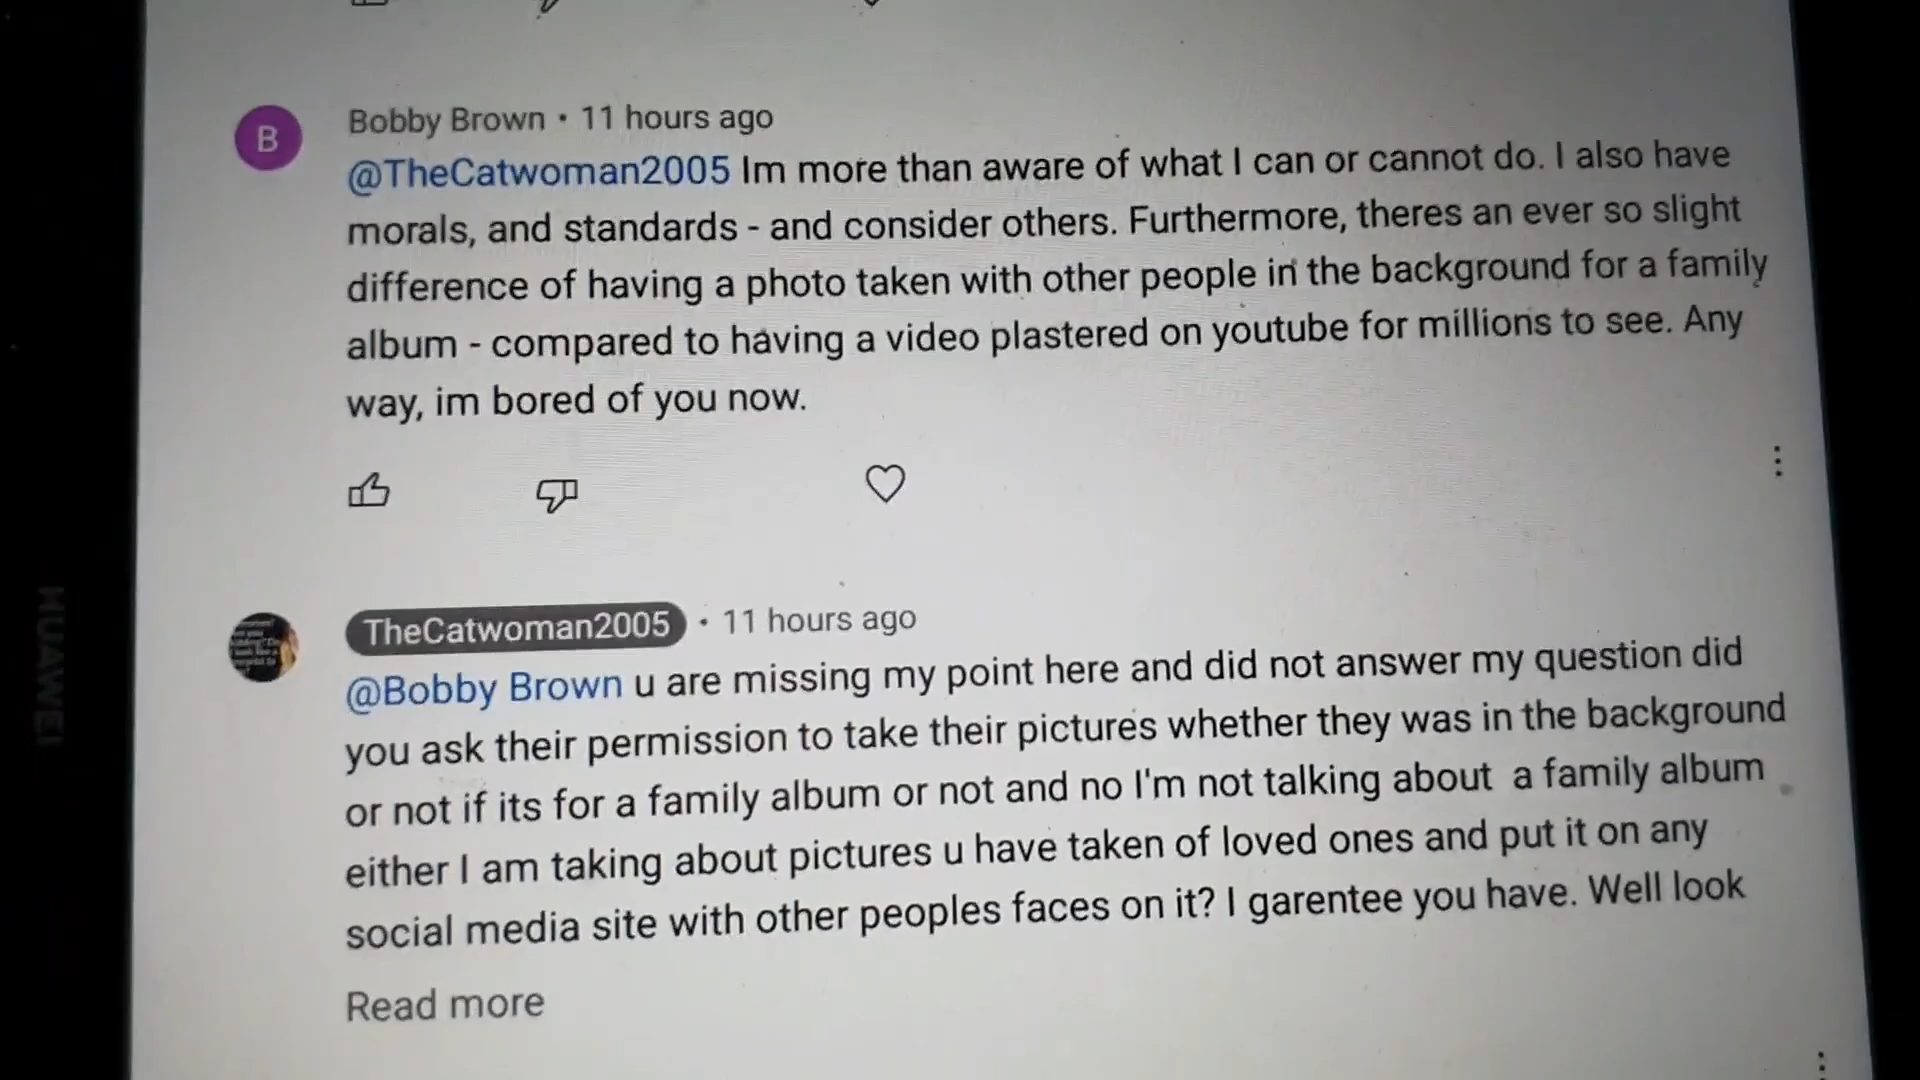 B
Bobby Brown • 11 hours ago
@TheCatwoman2005 Im more than aware of what I can or cannot do. I also have
morals, and standards - and consider others. Furthermore, theres an ever so slight
difference of having a photo taken with other people in the background for a family
album - compared to having a video plastered on youtube for millions to see. Any
way, im bored of you now.
TheCatwoman2005 • 11 hours ago
@Bobby Brown u are missing my point here and did not answer my question did
you ask their permission to take their pictures whether they was in the background
or not if its for a family album or not and no I'm not talking about a family album
either I am taking about pictures u have taken of loved ones and put it on any
social media site with other peoples faces on it? I garentee you have. Well look
Read more
HUAWEI